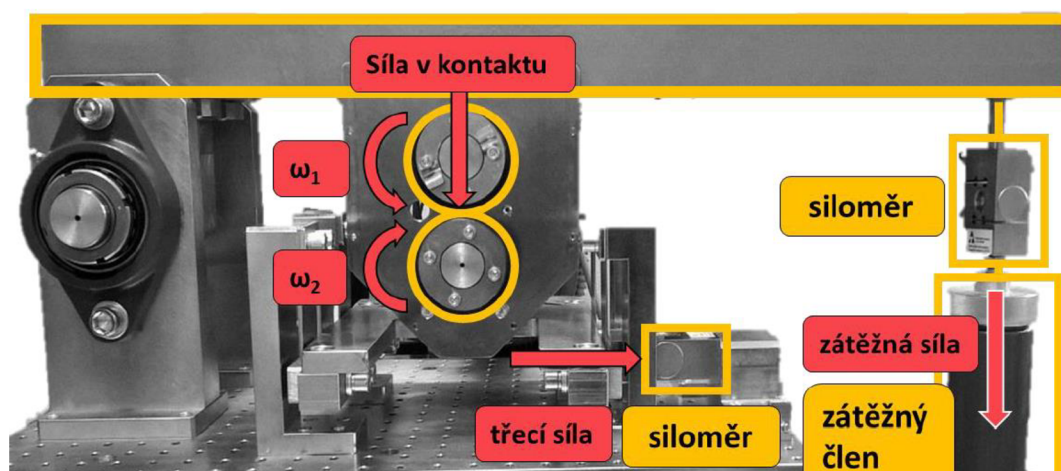 Síla v kontaktu
ω1
siloměr
ω2
zátěžná síla
třecí síla
siloměr
zátěžný
člen